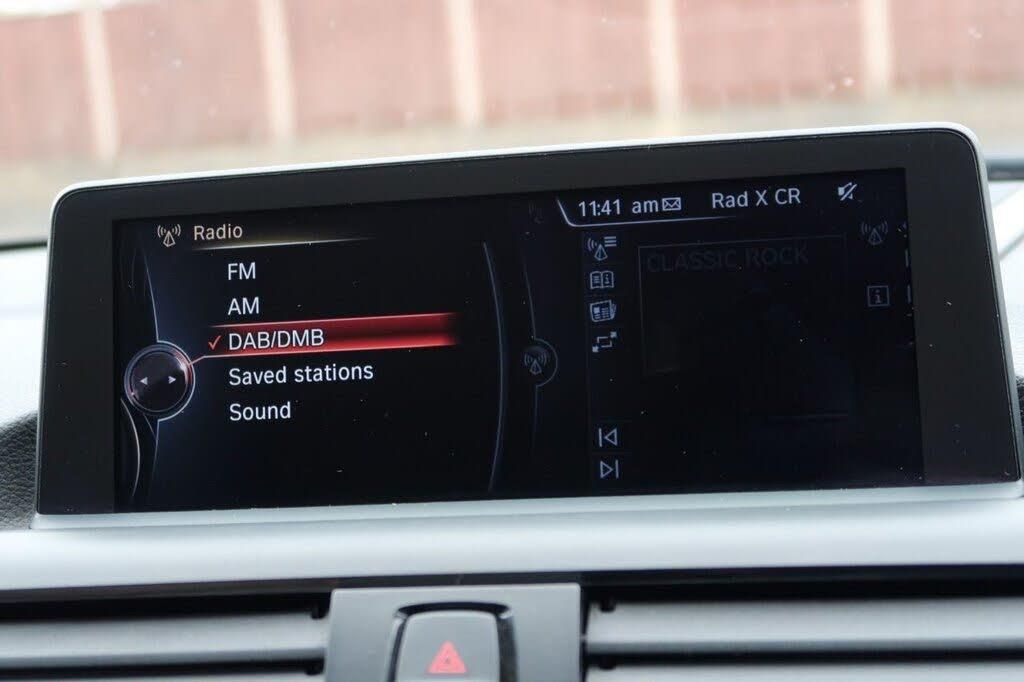 Radio
11:41 am Rad X CR
FM
AM
DAB/DMB
Saved stations
Sound
CLASSIC ROCK